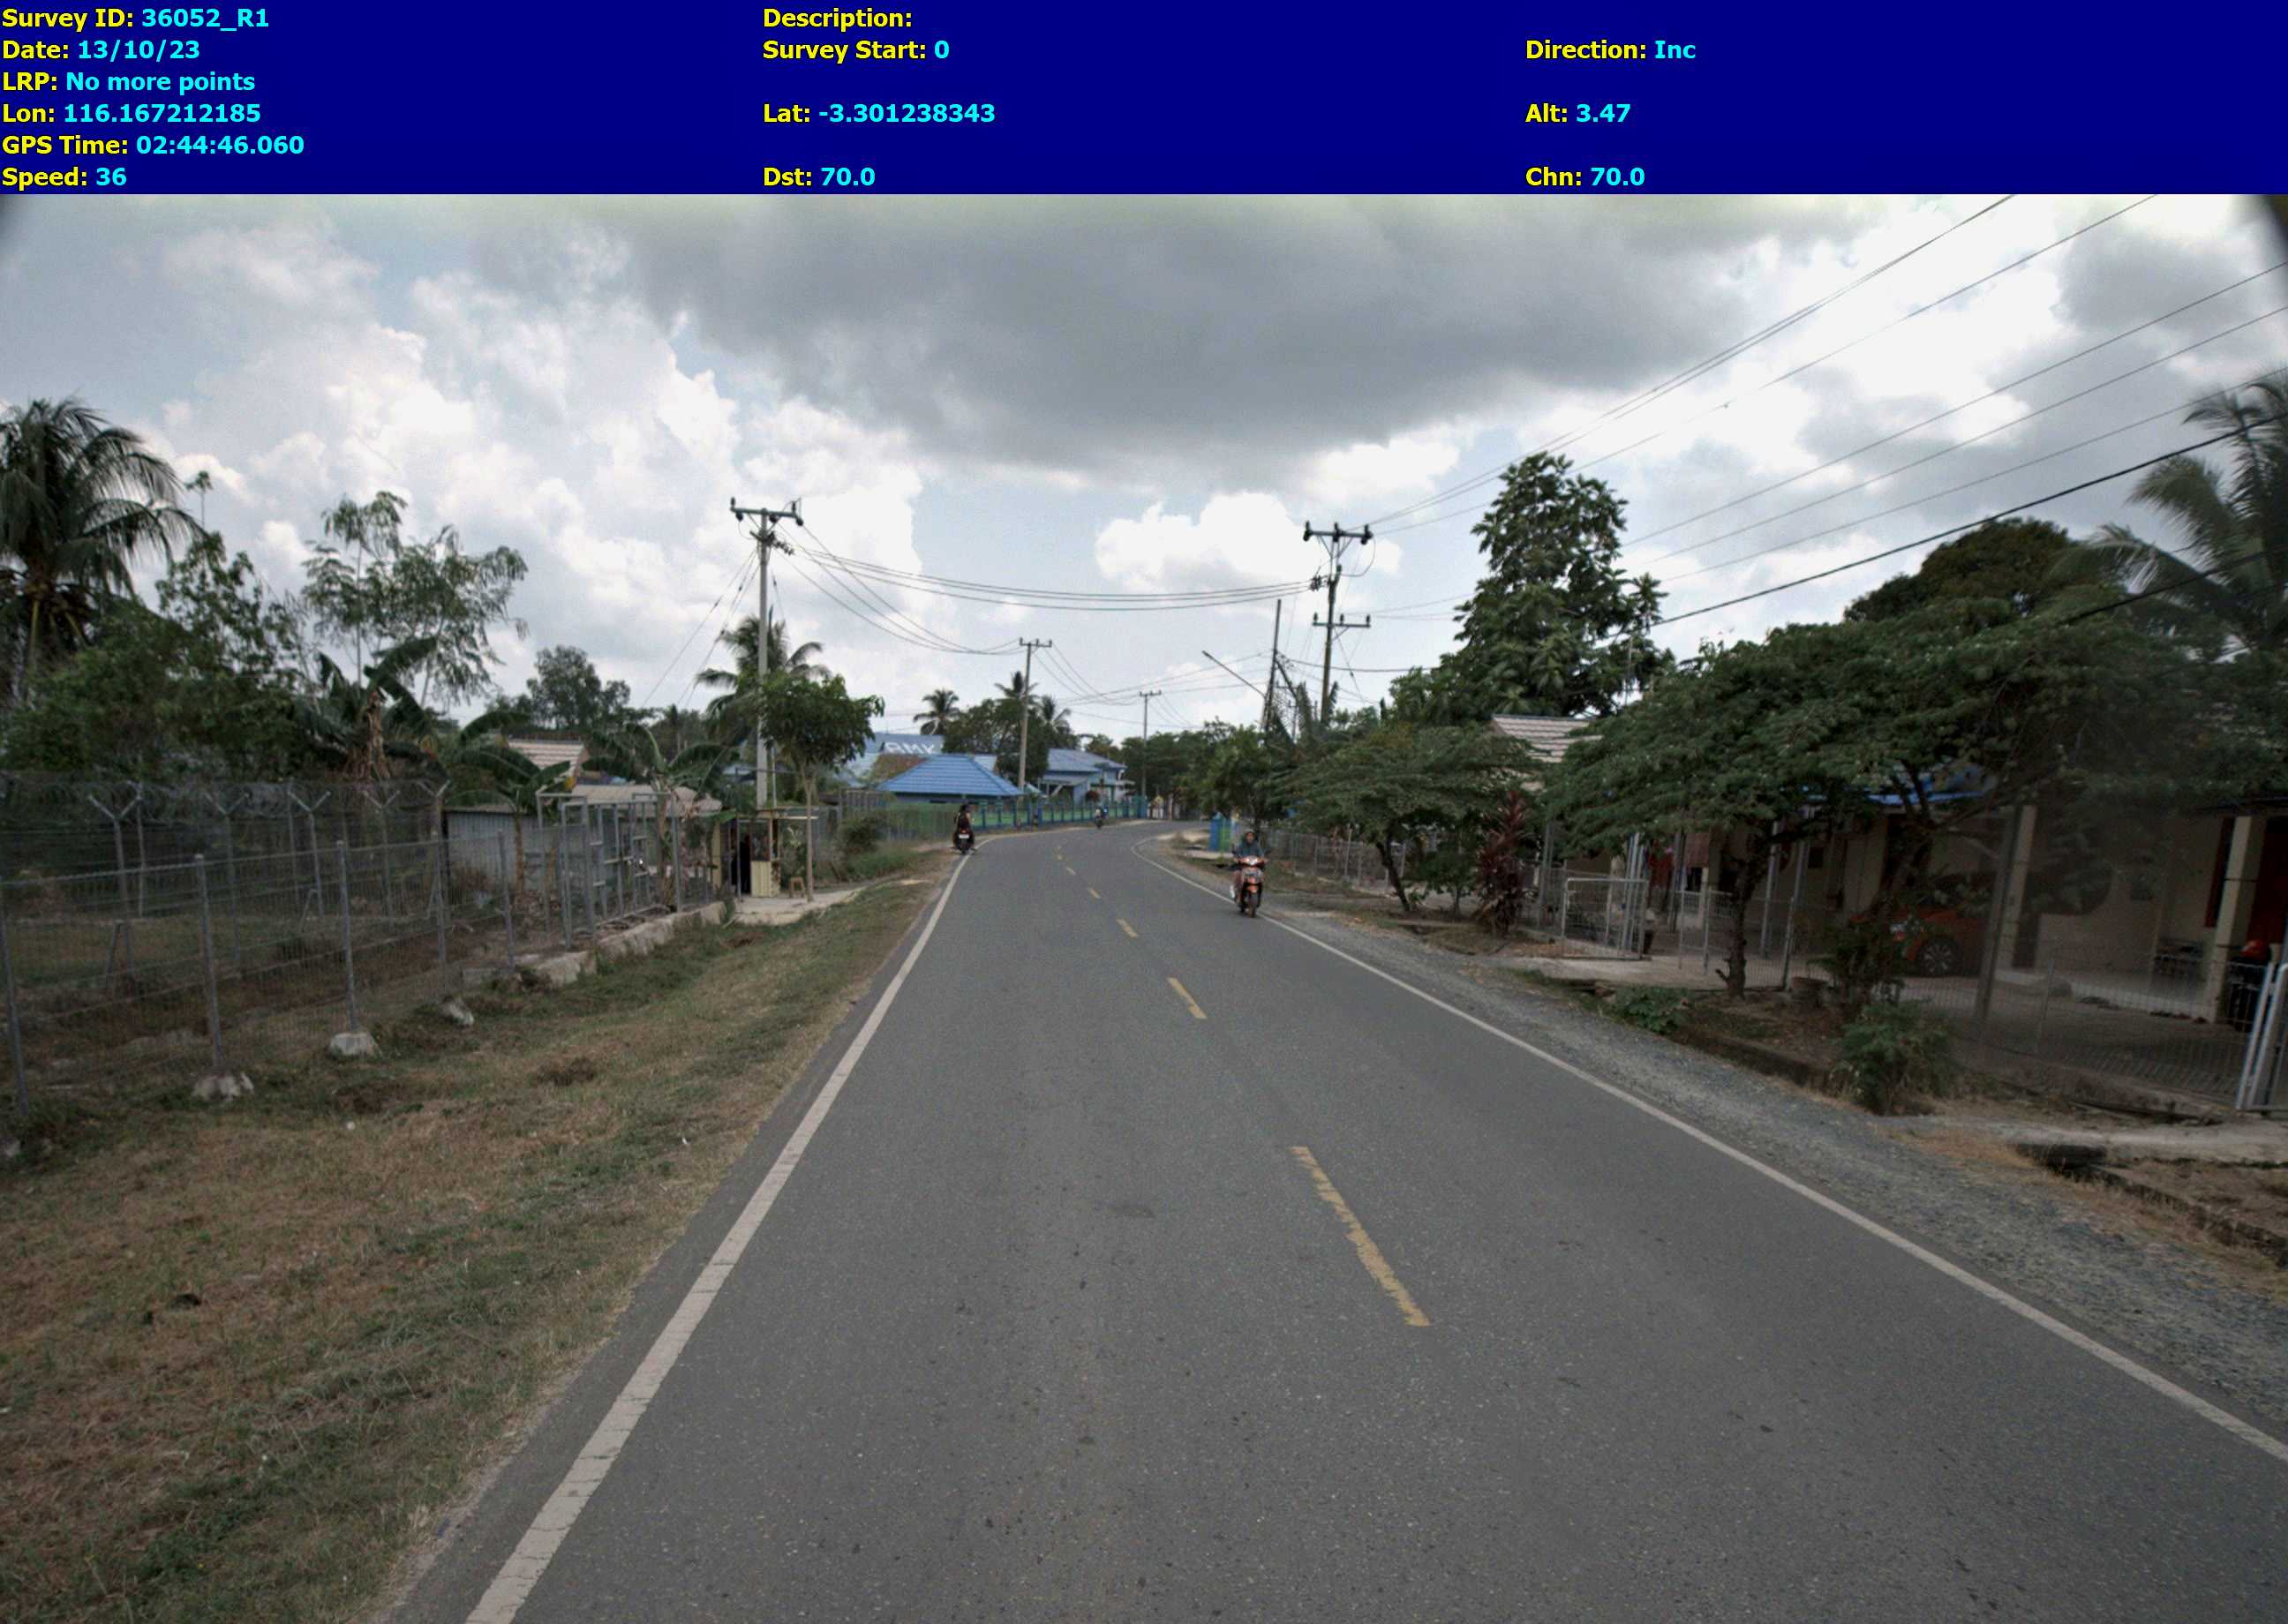 Survey ID: 36052_R1
Description:
Date: 13/10/23
Survey Start: 0
Direction: Inc
LRP: No more points
Lon: 116.167212185
Lat: -3.301238343
Alt: 3.47
GPS Time: 02:44:46.060
Speed: 36
Dst: 70.0
Chn: 70.0